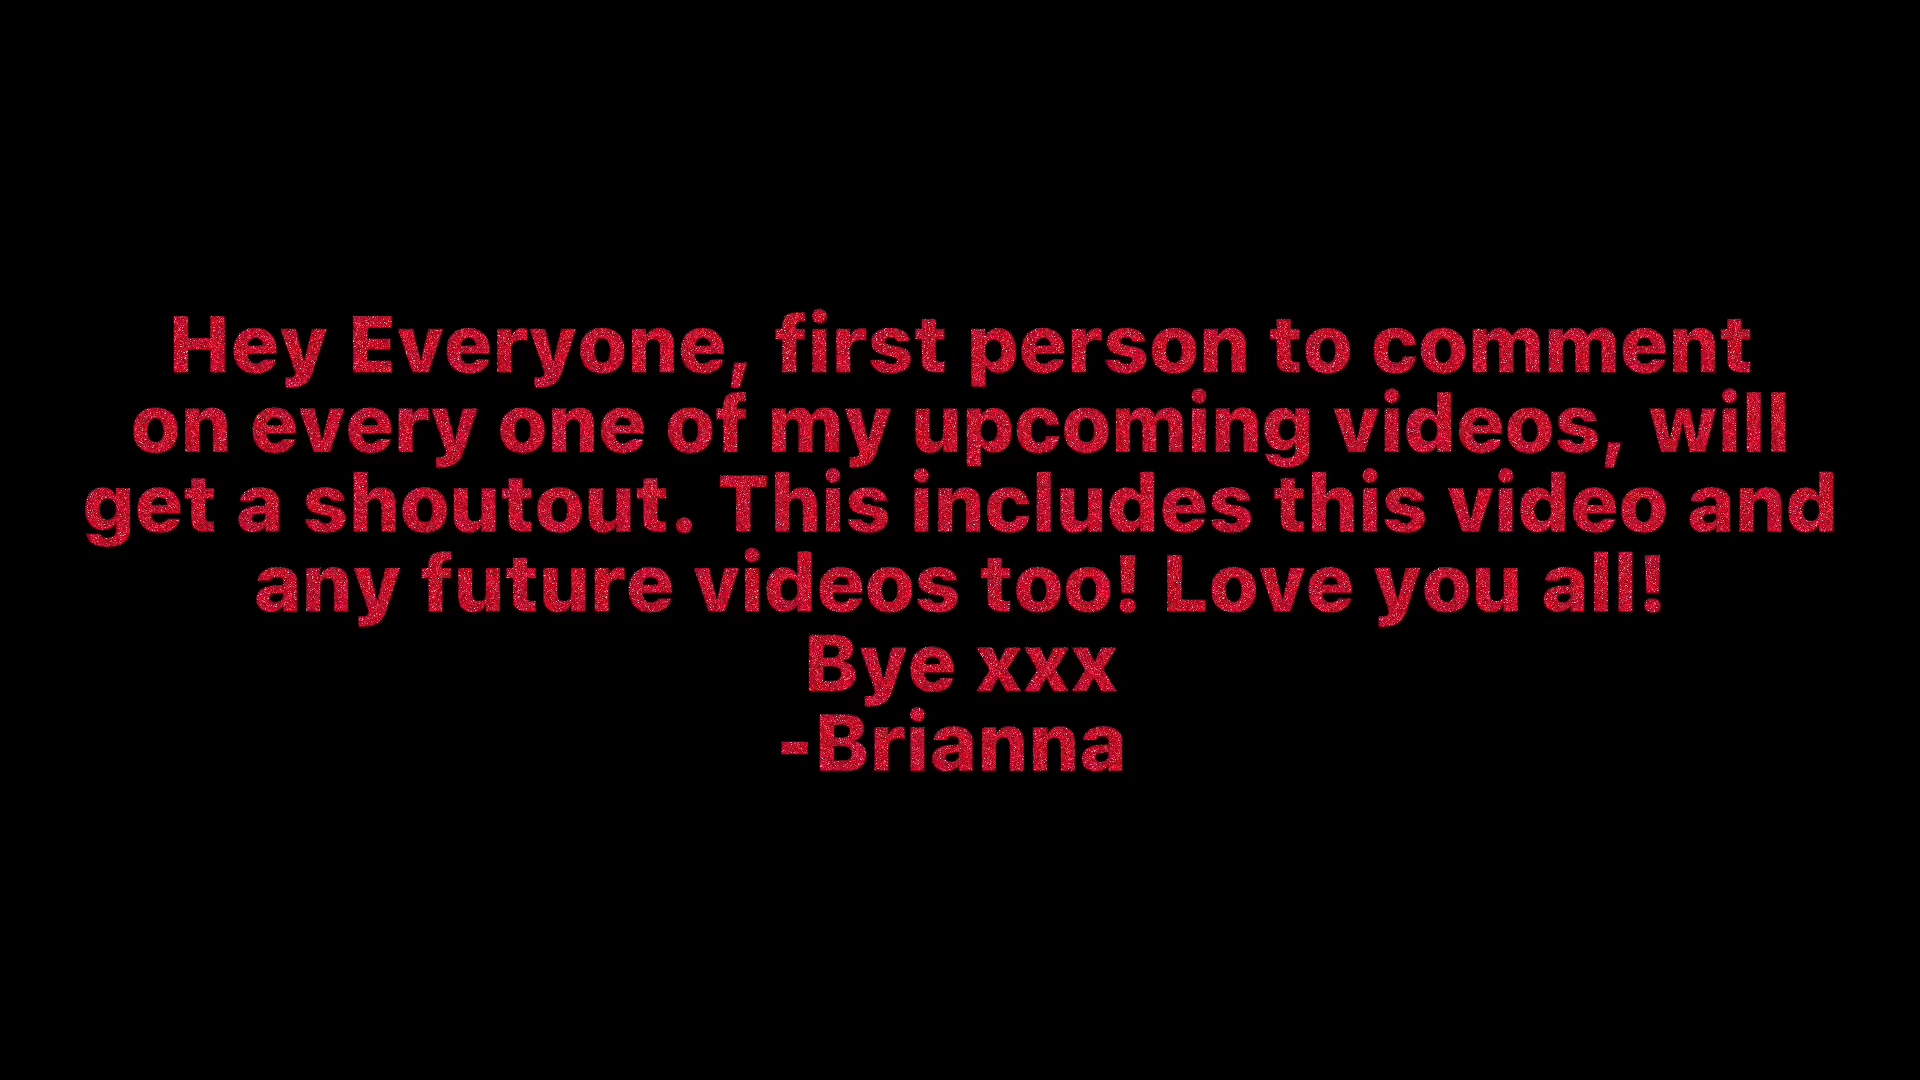 Hey Everyone, first person to comment
on every one of my upcoming videos, will
get a shoutout. This includes this video and
any future videos too! Love you all!
Bye xxx
-Brianna